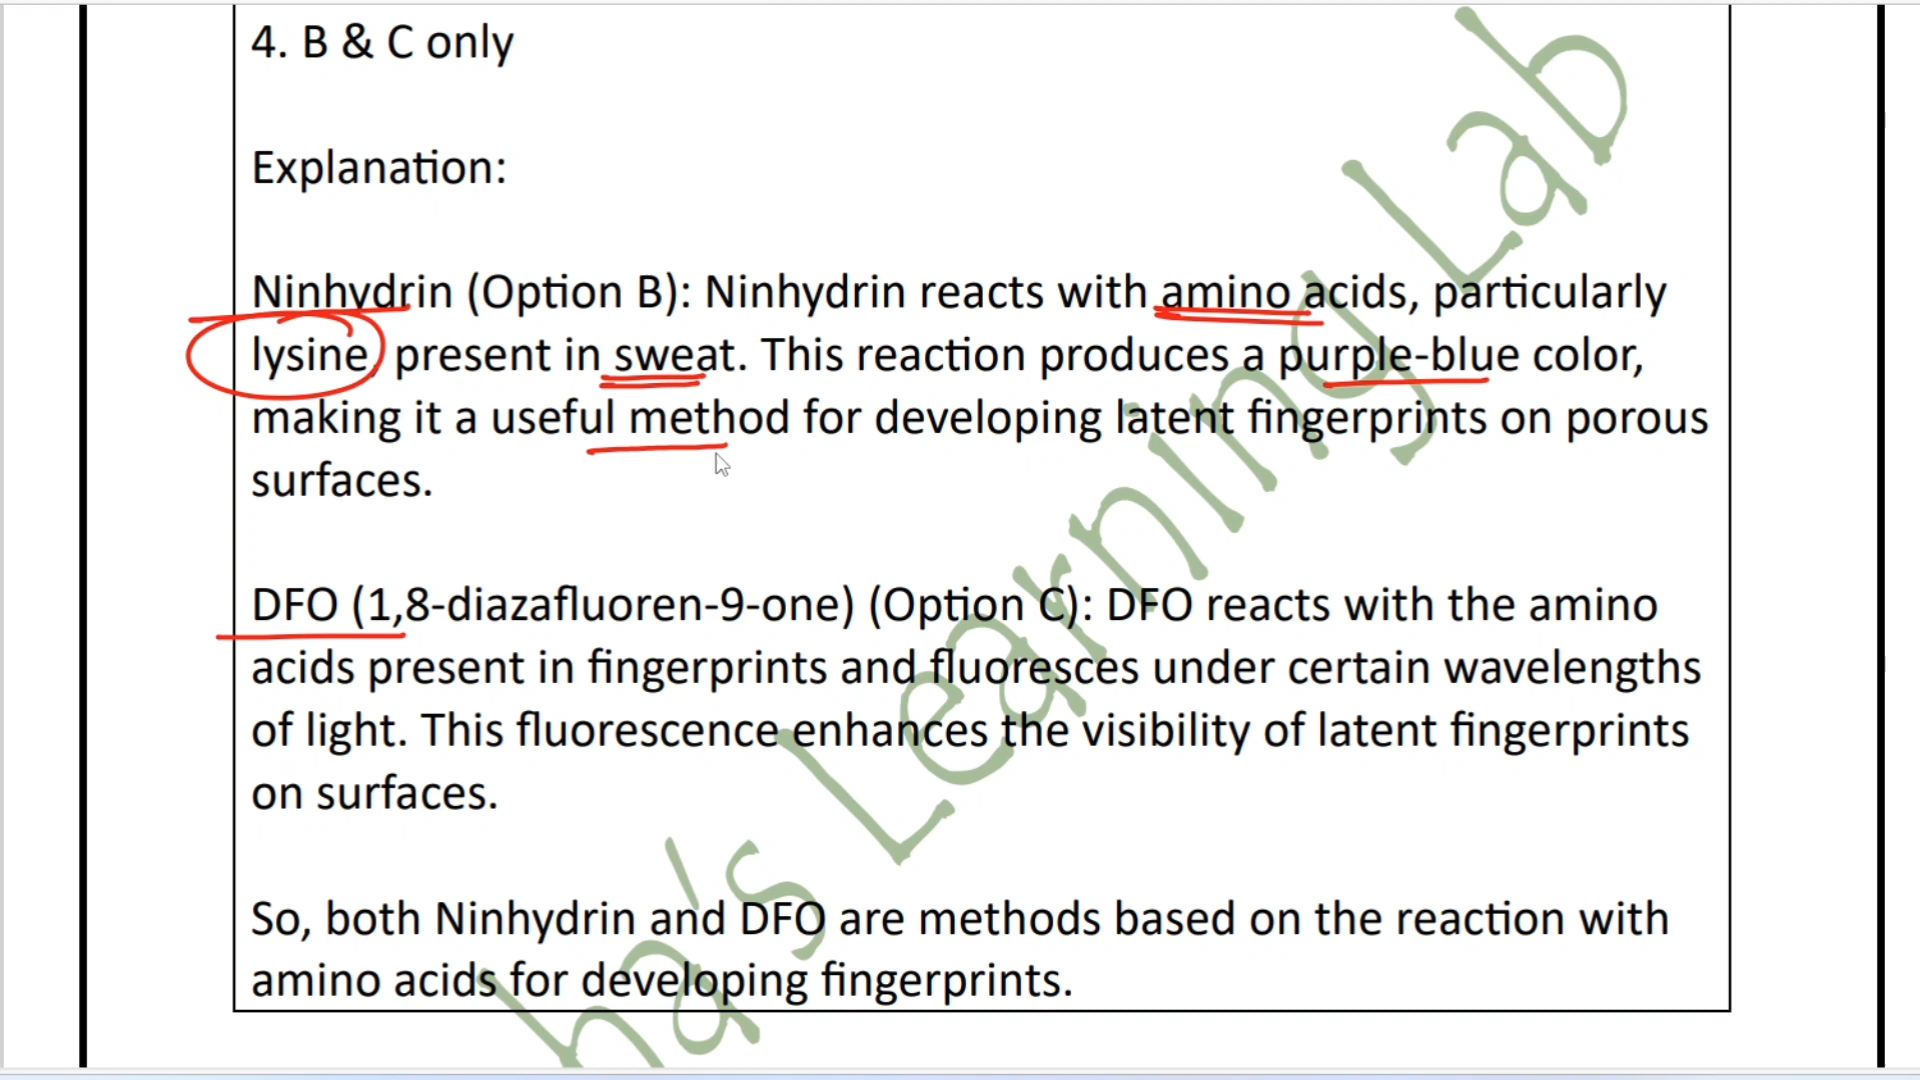 4. B & C only
Explanation:
Ninhydrin (Option B): Ninhydrin reacts with amino acids, particularly
lysine, present in sweat. This reaction produces a purple-blue color,
making it a useful method for developing latent fingerprints on porous
surfaces.
DFO (1,8-diazafluoren-9-one) (Option C): DFO reacts with the amino
acids present in fingerprints and fluoresces under certain wavelengths
of light. This fluorescence enhances the visibility of latent fingerprints
on surfaces.
So, both Ninhydrin and DFO are methods based on the reaction with
amino acids for developing fingerprints.
ha's Learning Lab